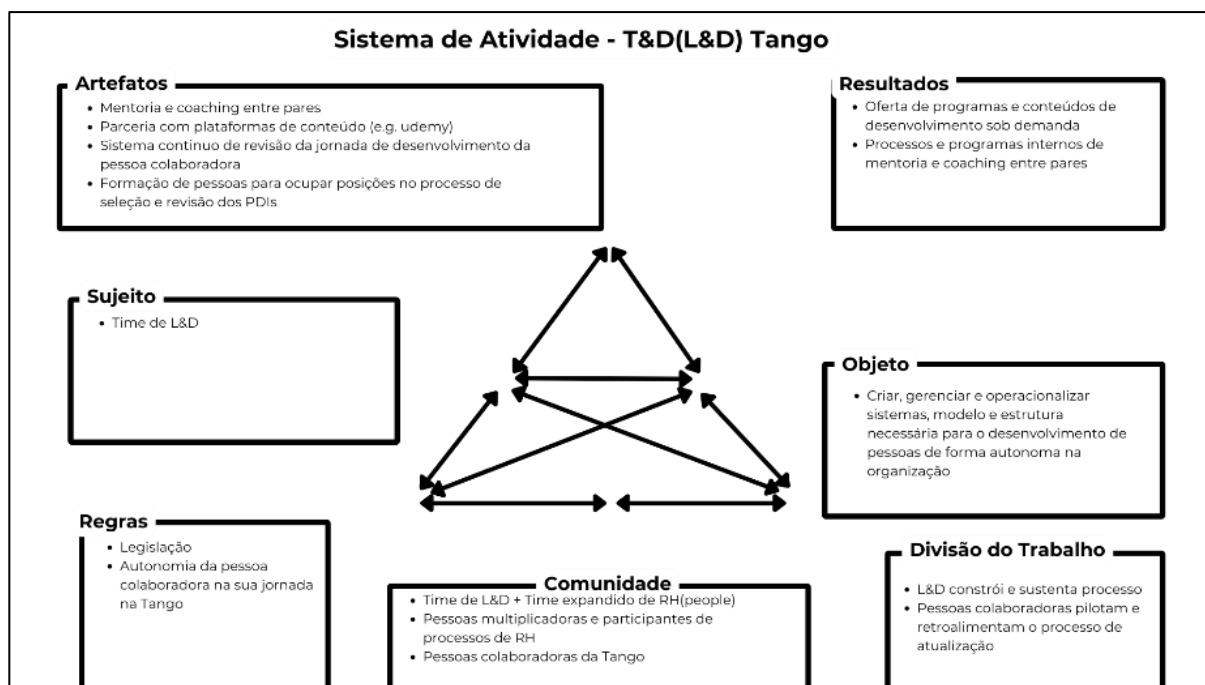 Sistema de Atividade - T&D(L&D) Tango
Artefatos
• Mentoria e coaching entre pares
• Parceria com plataformas de conteúdo (e.g. udemy)
• Sistema continuo de revisão da jornada de desenvolvimento da
pessoa colaboradora
• Formação de pessoas para ocupar posições no processo de
seleção e revisão dos PDIs
Resultados
• Oferta de programas e conteúdos de
desenvolvimento sob demanda
• Processos e programas internos de
mentoria e coaching entre pares
Sujeito
• Time de L&D
Objeto
• Criar, gerenciar e operacionalizar
sistemas, modelo e estrutura
necessária para o desenvolvimento de
pessoas de forma autonoma na
organização
Regras
• Legislação
• Autonomia da pessoa
colaboradora na sua jornada
na Tango
Comunidade
• Time de L&D + Time expandido de RH(people)
• Pessoas multiplicadoras e participantes de
processos de RH
• Pessoas colaboradoras da Tango
Divisão do Trabalho
• L&D constrói e sustenta processo
• Pessoas colaboradoras pilotam e
retroalimentam o processo de
atualização